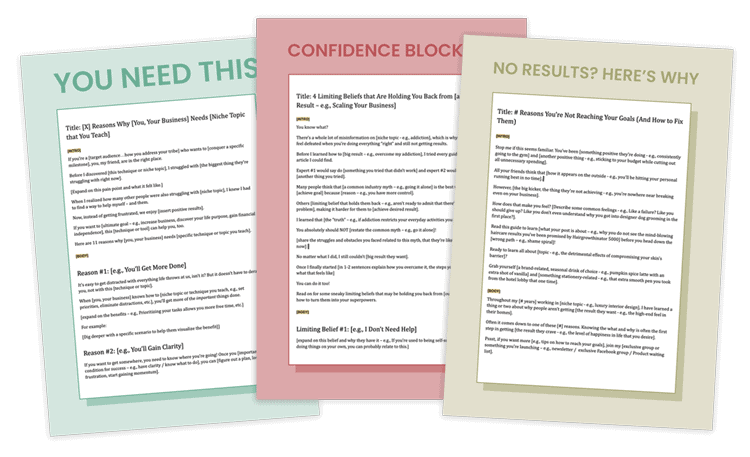 YOU NEED THIS
Title: [X] Reasons Why [You, Your Business] Needs [Niche Topic
that You Teach]
[INTRO]
If you're a [target audience... how you address your tribe] who wants to [conquer a specific
milestone], you, my friend, are in the right place.
Before I discovered [this technique or niche topic], I struggled with [the biggest thing they're
struggling with right now].
[Expand on this pain point and what it felt like.]
When I realized how many other people were also struggling with [niche topic], I knew I had
to find a way to help myself – and them.
Now, instead of getting frustrated, we enjoy [insert positive results].
If you want to [ultimate goal – e.g., increase business, discover your life purpose, gain financial
independence], this [technique or tool] can help you, too.
Here are 11 reasons why [you, your business] needs [specific technique or topic you teach].
[BODY]
Reason #1: [e.g., You'll Get More Done]
It's easy to get distracted with everything life throws at us, isn't it? But it doesn't have to derail
you, not with this [technique or topic].
When [you, your business] knows how to [niche topic or technique you teach, e.g., set
priorities, eliminate distractions, etc.], you'll get more of the important things done.
[expand on the benefits – e.g., Prioritizing your tasks allows you more free time, etc.]
For example:
[dig deeper with a specific scenario to help them visualize the benefit)]
Reason #2: [e.g., You'll Gain Clarity]
If you want to get somewhere, you need to know where you're going! Once you [important
condition for success – e.g., have clarity / know what to do], you can [figure out a plan,
frustration, start gaining momentum].
CONFIDENCE BLOCK
Title: 4 Limiting Beliefs that Are Holding You Back from [a
Result – e.g., Scaling Your Business]
[INTRO]
You know what?
There's a whole lot of misinformation on [niche topic - e.g., addiction], which is why
feel defeated when you're doing everything "right" and still not getting results.
Before I learned how to [big result - e.g., overcome my addiction], I tried every guide
article I could find.
Expert #1 would say do [something you tried that didn't work] and expert #2 would
[another thing you tried].
Many people think that [a common industry myth – e.g., going it alone] is the best
[achieve goal] because [reason – e.g., you have more control].
Others [limiting belief that holds them back – e.g., aren't ready to admit that there's
problem], making it harder for them to [achieve desired result].
I learned that [the "truth" – e.g., if addiction restricts your everyday activities you
You absolutely should NOT [restate the common myth – e.g., go it alone]!
[share the struggles and obstacles you faced related to this myth, that they're likely
now].
No matter what I did, I still couldn't [big result they want].
Once I finally started [in 1-2 sentences explain how you overcame it, the steps y
what that feels like]
You can do it too!
Read on for some sneaky limiting beliefs that may be holding you back from [ou
how to turn them into your superpowers.
[BODY]
Limiting Belief #1: [e.g., I Don't Need Help]
[expand on this belief and why they have it – e.g., If you're used to being self-s
doing things on your own, you can probably relate to this.]
NO RESULTS? HERE'S WHY
Title: # Reasons You're Not Reaching Your Goals (And How to Fix
Them)
[INTRO]
Stop me if this seems familiar. You've been [something positive they're doing - e.g., consistently
going to the gym] and [another positive thing - e.g., sticking to your budget while cutting out
all unnecessary spending].
All your friends think that [how it appears on the outside - e.g., you'll be hitting your personal
running best in no time].
However, [the big kicker, the thing they're not achieving - e.g., you're nowhere near breaking
even on your business].
How does that make you feel? [Describe some common feelings - e.g., Like a failure? Like you
should give up? Like you don't even understand why you got into designer dog grooming in the
first place?].
Read this guide to learn [what your post is about - e.g., why you do not see the mind-blowing
haircare results you've been promised by thirgrowthmaster 5000] before you head down the
[wrong path - e.g., shame spiral]!
Ready to learn all about [topic - e.g., the detrimental effects of compromising your skin's
barrier]?
Grab yourself [a brand-related, seasonal drink of choice - e.g., pumpkin spice latte with an
extra shot of vanilla] and [something stationery-related - e.g., that extra smooth pen you took
from the hotel lobby that one time].
[BODY]
Throughout my [# years] working in [niche topic - e.g., luxury interior design], I have learned a
thing or two about why people aren't getting [the result they want - e.g., the high-end feel in
their homes].
Often it comes down to one of these [#] reasons. Knowing the what and why is often the first
step in getting [the result they crave - e.g., the level of happiness in life that you desire].
Pssst, if you want more [e.g., tips on how to reach your goals], join my [exclusive group or
something you're launching – e.g., newsletter / exclusive Facebook group / Product waiting
list].